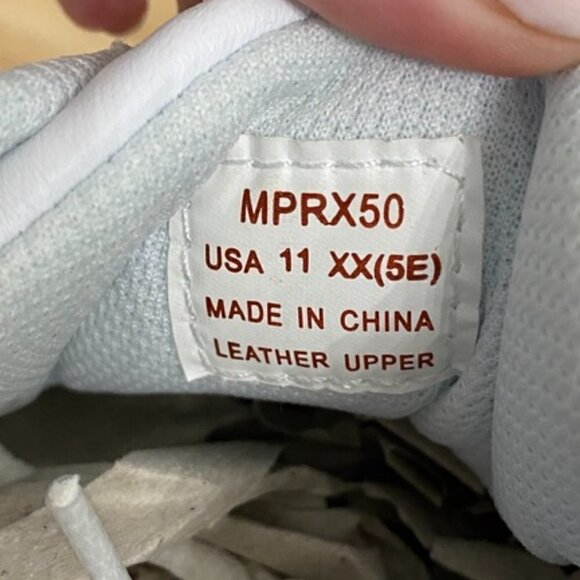 MPRX50
USA 11 XX(5E)
MADE IN CHINA
LEATHER UPPER